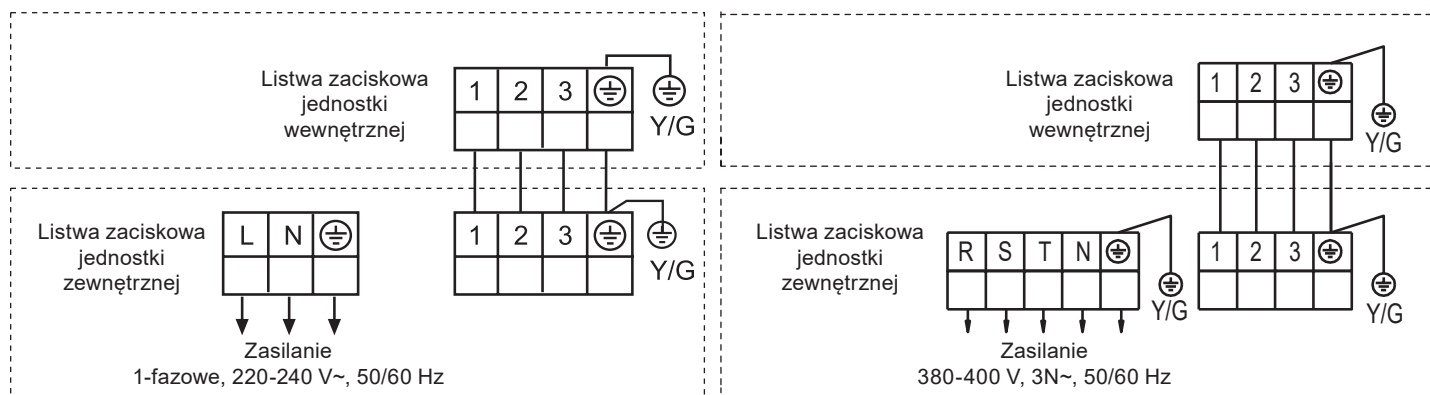 Listwa zaciskowa
jednostki
wewnętrznej
1 2 3
Y/G
Listwa zaciskowa
jednostki
zewnętrznej
L N
1 2 3
Y/G
Zasilanie
1-fazowe, 220-240 V~, 50/60 Hz
Listwa zaciskowa
jednostki
wewnętrznej
1 2 3
Y/G
Listwa zaciskowa
jednostki
zewnętrznej
R S T N
Y/G
1 2 3
Y/G
Zasilanie
380-400 V, 3N~, 50/60 Hz